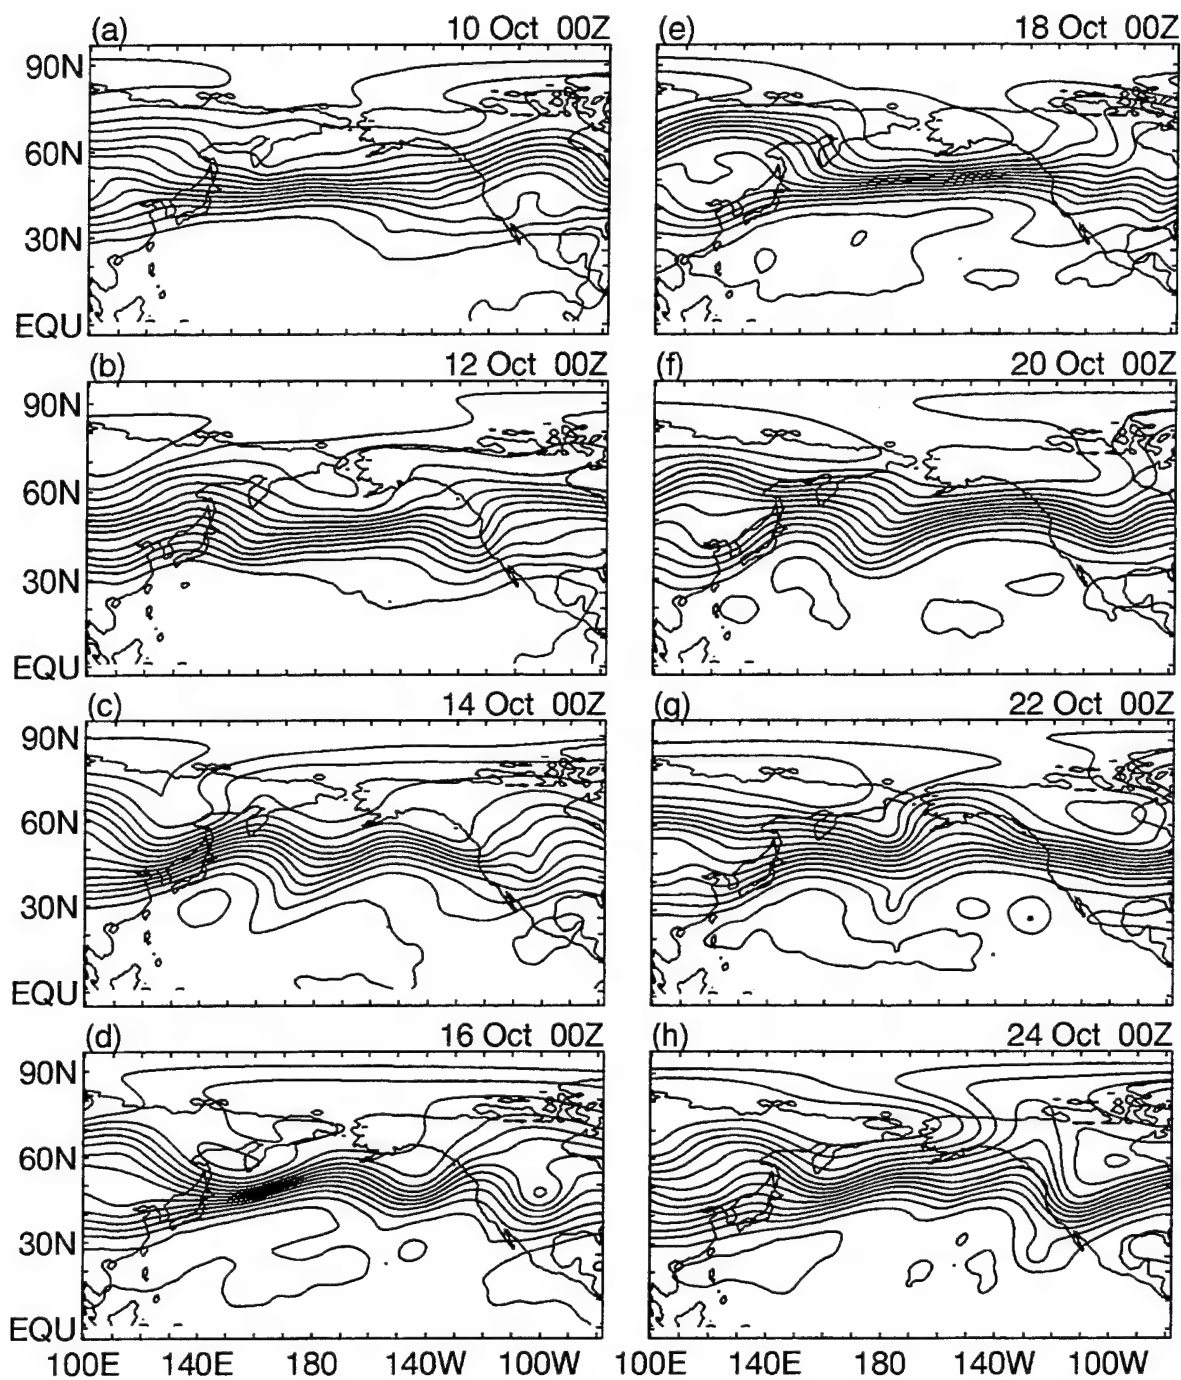 (a) 10 Oct 00Z
90N
60N
30N
EQU
(b) 12 Oct 00Z
90N
60N
30N
EQU
(c) 14 Oct 00Z
90N
60N
30N
EQU
(d) 16 Oct 00Z
90N
60N
30N
EQU
100E 140E 180 140W 100W
(e) 18 Oct 00Z
(f) 20 Oct 00Z
(g) 22 Oct 00Z
(h) 24 Oct 00Z
100E 140E 180 140W 100W